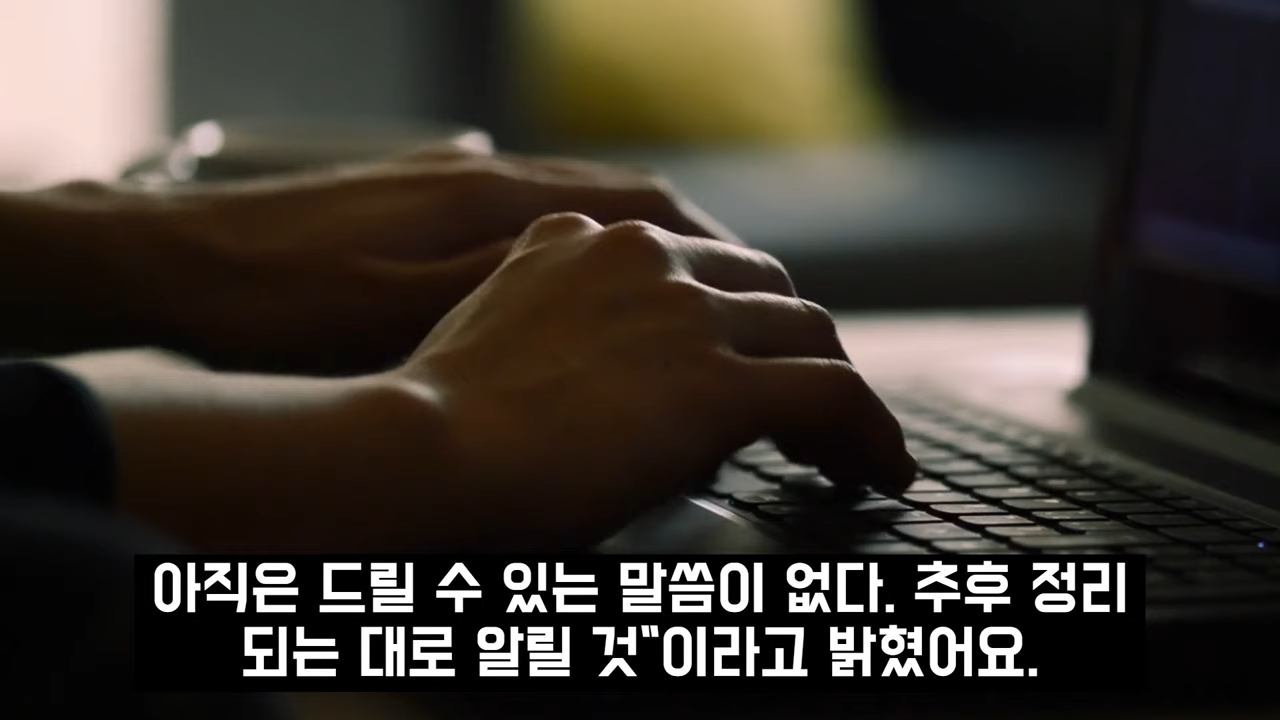 아직은 드릴 수 있는 말씀이 없다. 추후 정리
되는 대로 알릴 것"이라고 밝혔어요.